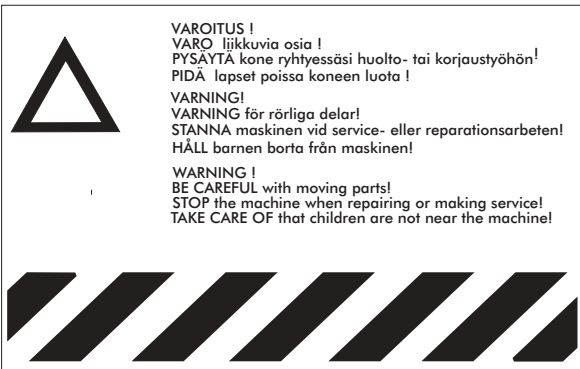 VAROITUS !
VARO liikkuvia osia !
PYSÄYTÄ kone ryhtyessäsi huolto- tai korjaustyöhön!
PIDÄ lapset poissa koneen luota !
VARNING!
VARNING för rörliga delar!
STANNA maskinen vid service- eller reparationsarbeten!
HÅLL barnen borta från maskinen!
WARNING !
BE CAREFUL with moving parts!
STOP the machine when repairing or making service!
TAKE CARE OF that children are not near the machine!